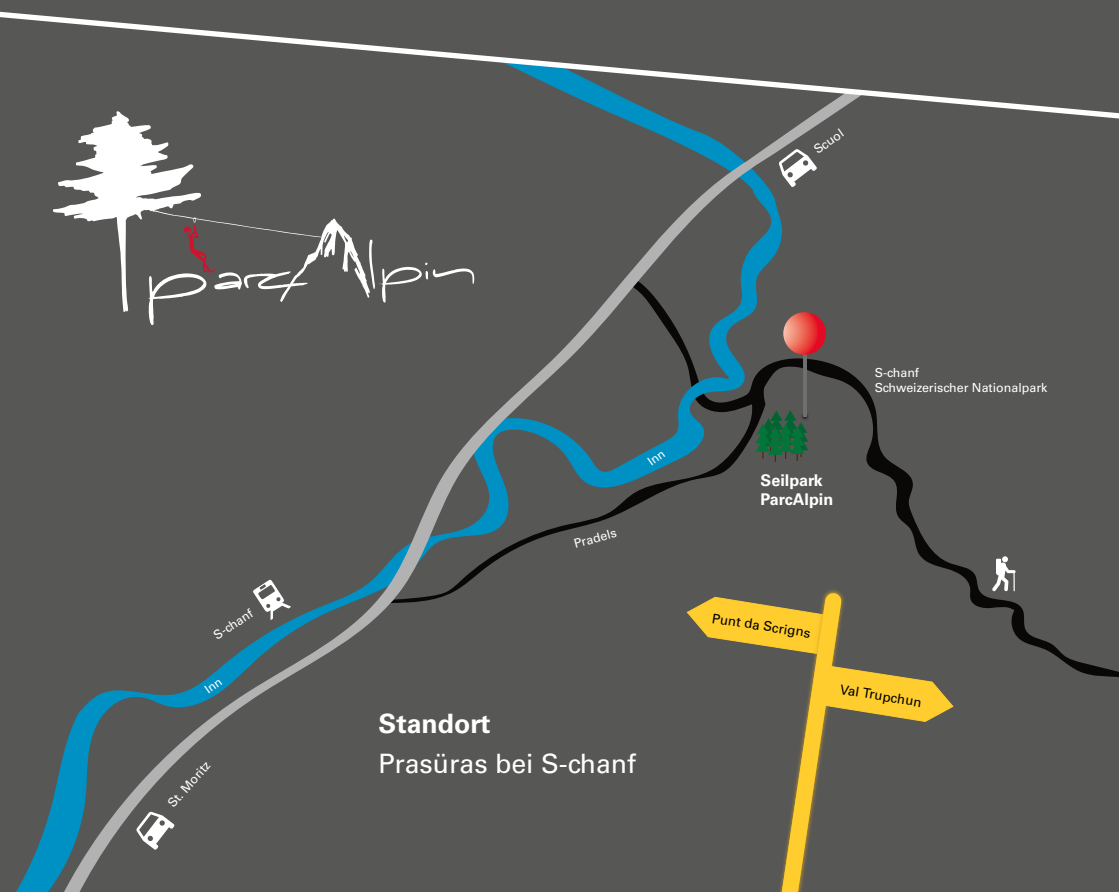 Scuol
parcAlpin
S-chanf
Schweizerischer Nationalpark
Inn
Seilpark
ParcAlpin
Pradels
S-chanf
Punt da Scrigns
Inn
Val Trupchun
Standort
Prasüras bei S-chanf
St. Moritz